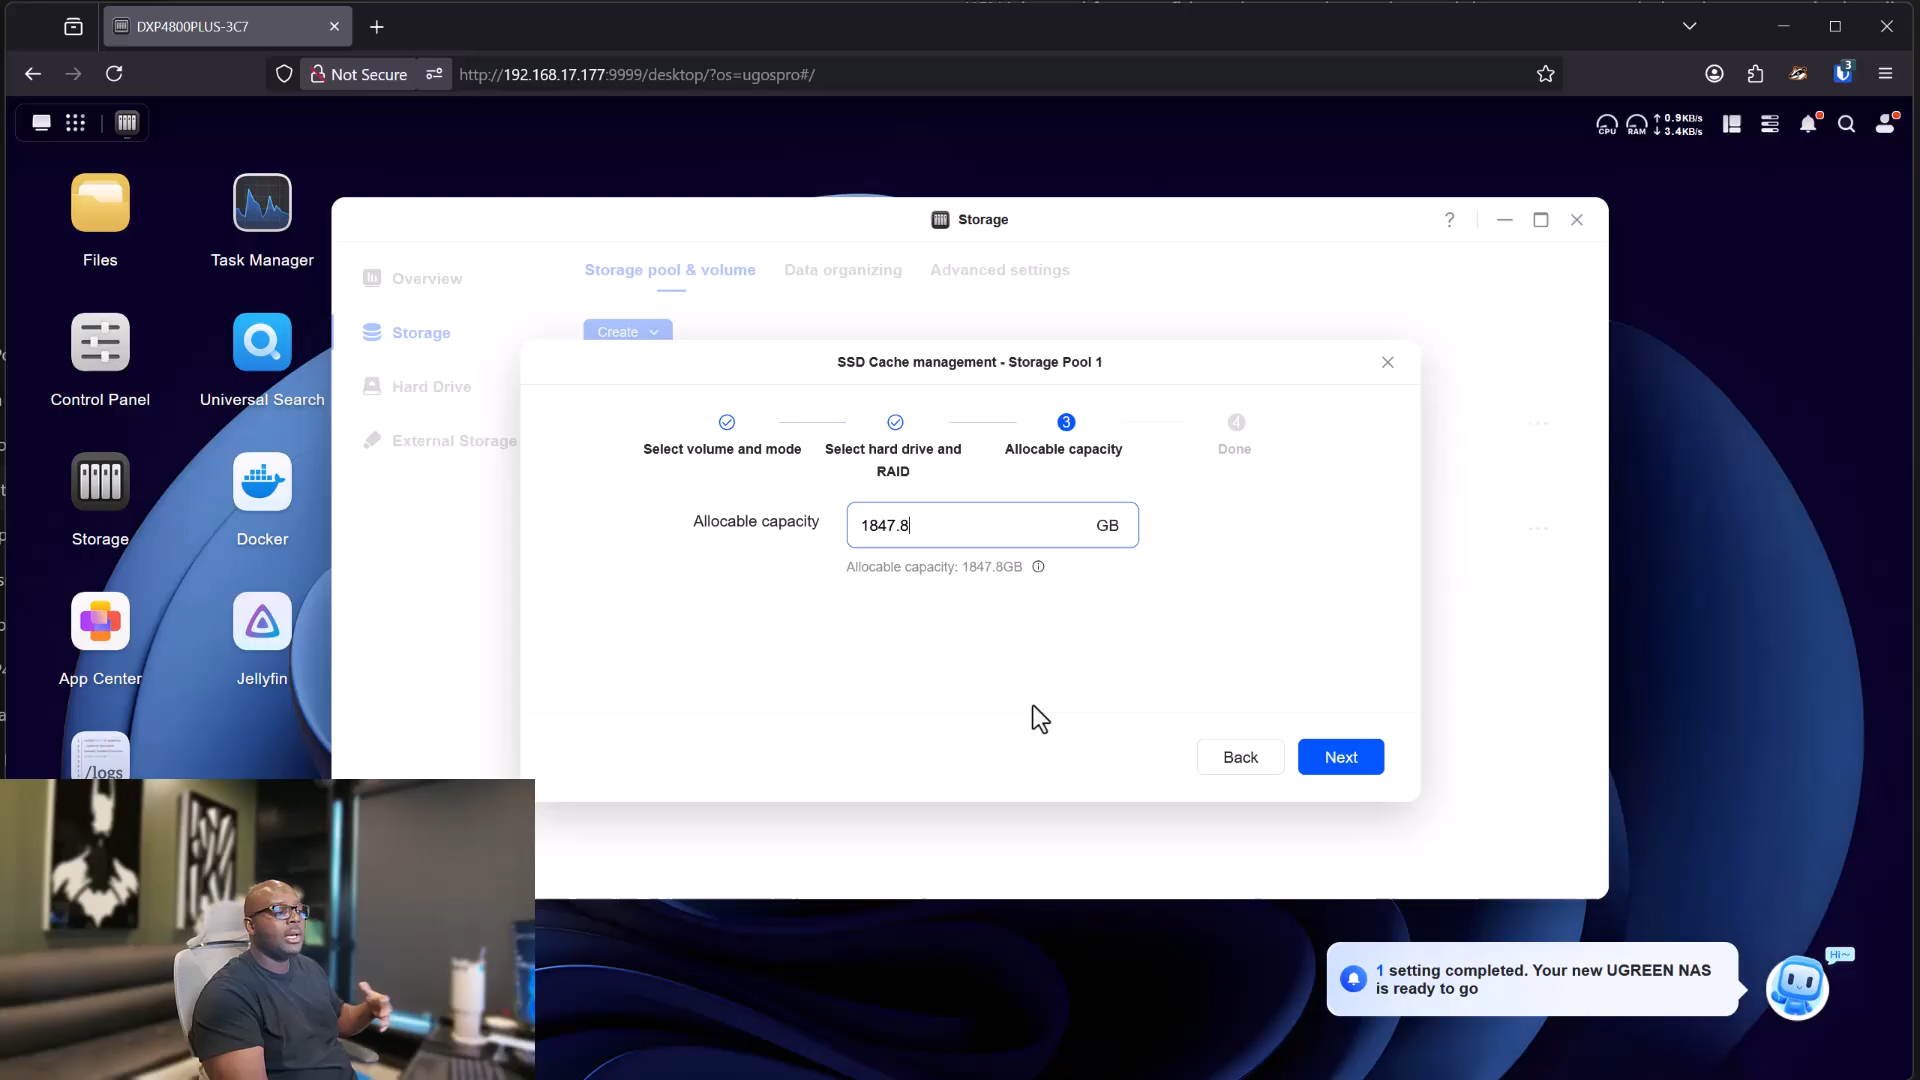 DXP4800PLUS-3C7
Not Secure
http://192.168.17.177:9999/desktop/?os=ugospro#/
3
CPU
RAM
↑ 0.9KB/s
↓ 3.4KB/s
Files
Task Manager
Control Panel
Universal Search
Storage
Docker
App Center
Jellyfin
/logs
Storage
?
Overview
Storage
Hard Drive
External Storage
Storage pool & volume
Data organizing
Advanced settings
Create
SSD Cache management - Storage Pool 1
Select volume and mode
Select hard drive and
RAID
3
Allocable capacity
4
Done
Allocable capacity
1847.8
GB
Allocable capacity: 1847.8GB
Back
Next
1 setting completed. Your new UGREEN NAS
is ready to go
Hi~